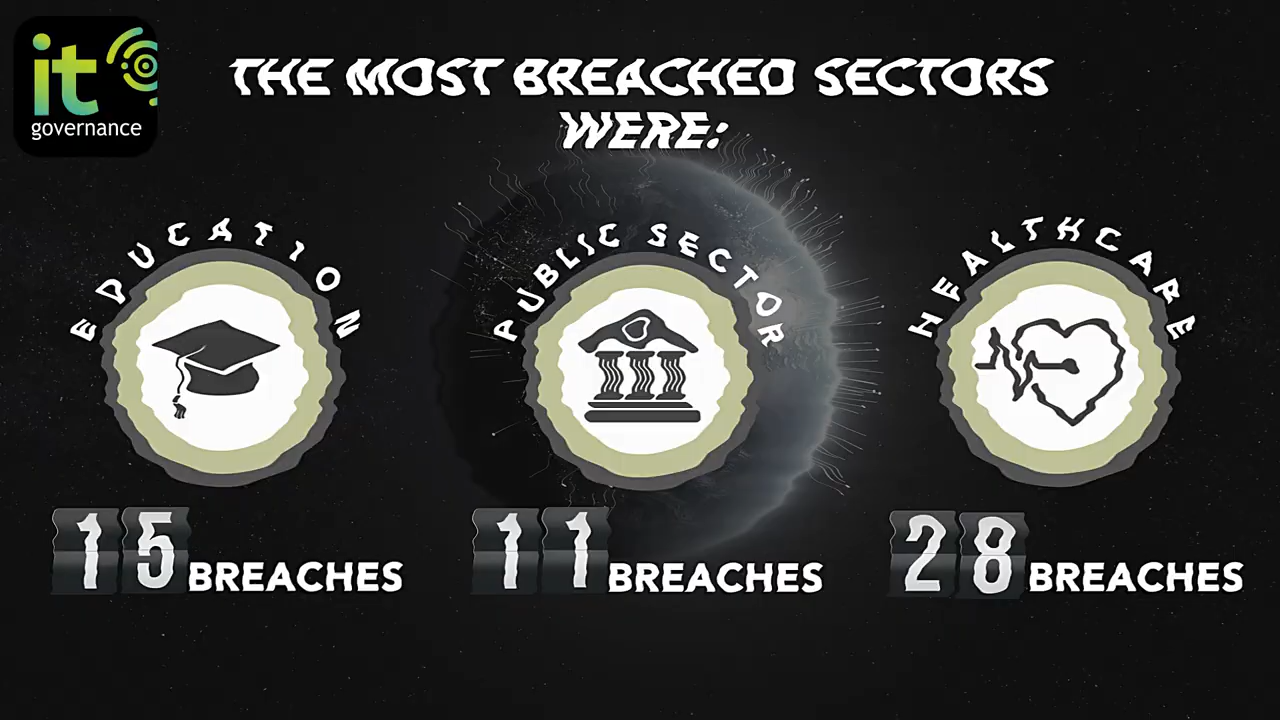 it
governance
THE MOST BREACHED SECTORS
WERE:
EDUCATION
PUBLIC SECTOR
HEALTHCARE
15 BREACHES
11 BREACHES
28 BREACHES